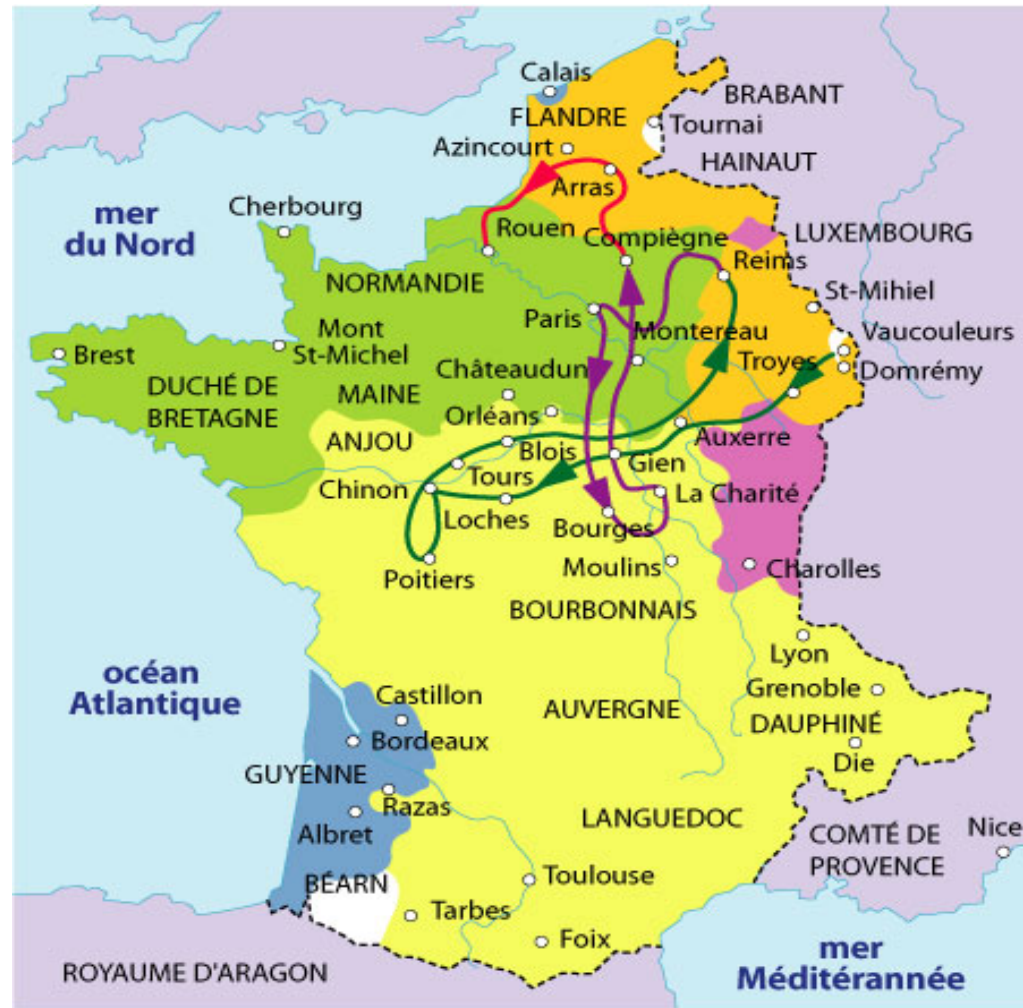 Calais
BRABANT
FLANDRE
Tournai
Azincourt
HAINAUT
Arras
mer
du Nord
Cherbourg
Rouen
Compiègne
LUXEMBOURG
Reims
NORMANDIE
St-Mihiel
Paris
Montereau
Vaucouleurs
Brest
Mont
St-Michel
Troyes
Domrémy
Châteaudun
DUCHÉ DE
BRETAGNE
MAINE
Orléans
ANJOU
Auxerre
Blois
Gien
Tours
Chinon
La Charité
Loches
Bourges
Poitiers
Moulins
Charolles
BOURBONNAIS
Lyon
océan
Atlantique
Castillon
AUVERGNE
Grenoble
DAUPHINÉ
Bordeaux
Die
GUYENNE
Razas
Albret
LANGUEDOC
COMTÉ DE
PROVENCE
Nice
BÉARN
Toulouse
Tarbes
Foix
mer
Méditérannée
ROYAUME D'ARAGON